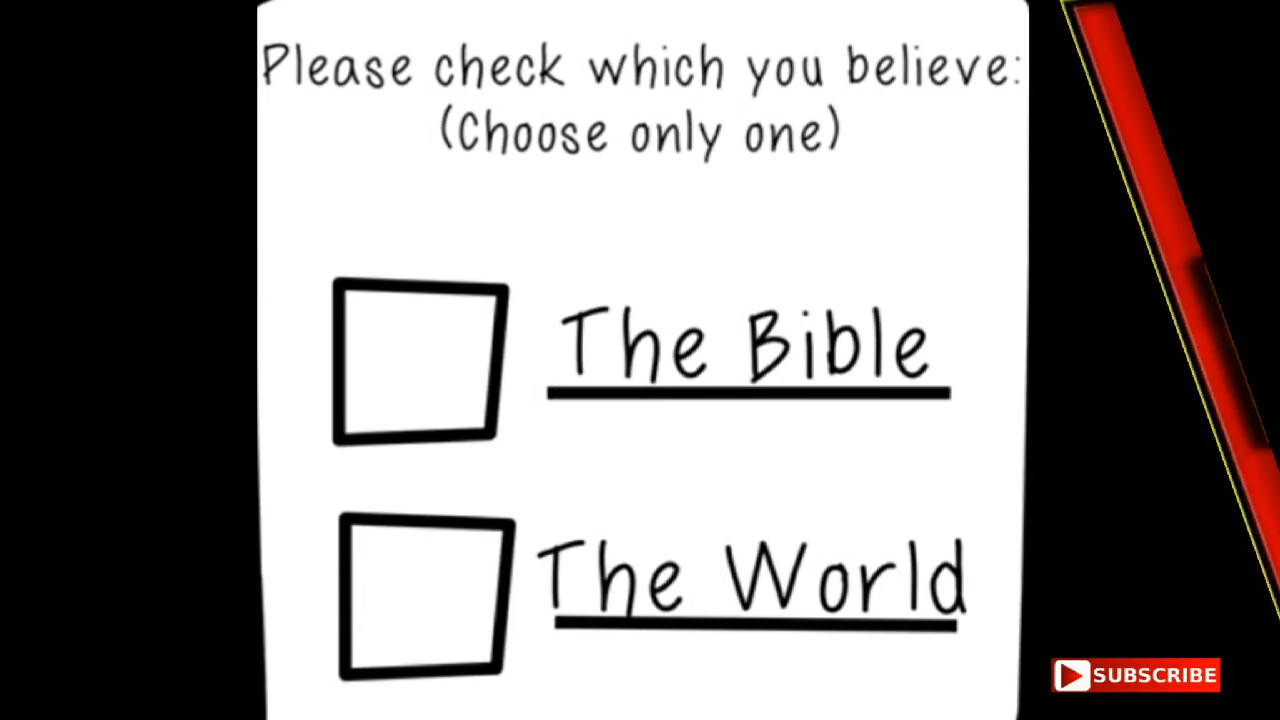 Please check which you believe:
(Choose only one)
The Bible
The World
SUBSCRIBE